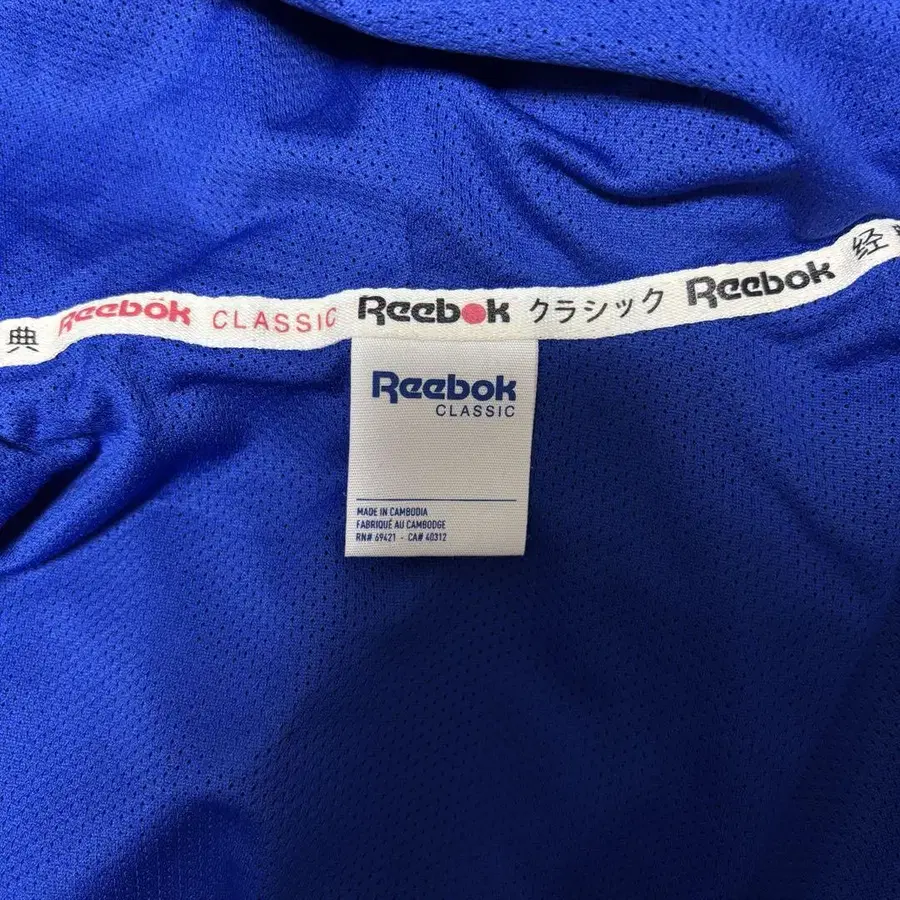 典 Reebok CLASSIC Reebok クラシック Reebok 经
Reebok
CLASSIC
MADE IN CAMBODIA
FABRIQUÉ AU CAMBODGE
RN# 69421 - CA# 40312